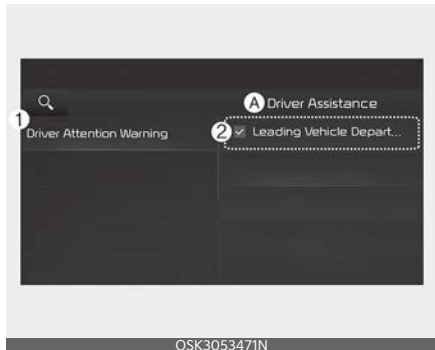 A Driver Assistance
1
Driver Attention Warning
2 Leading Vehicle Depart...
OSK3053471N